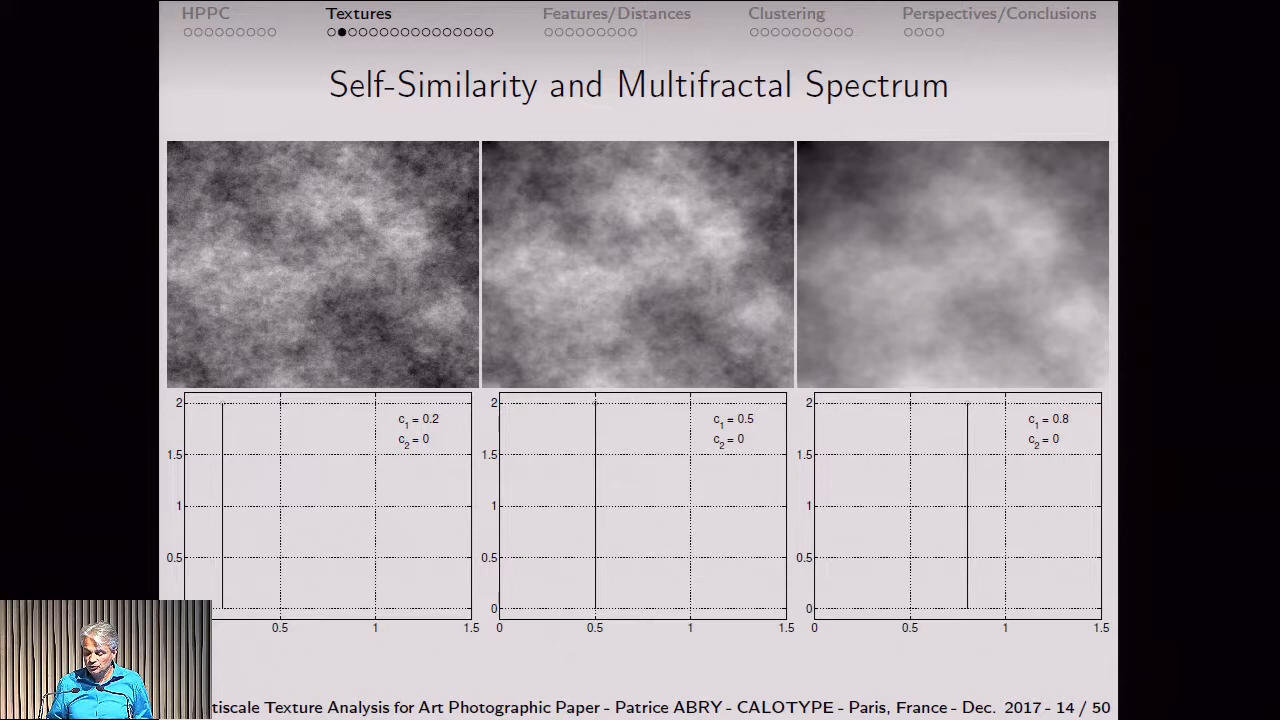 HPPC Textures Features/Distances Clustering Perspectives/Conclusions
Self-Similarity and Multifractal Spectrum
2 1.5 1 0.5 0.5 1 1.5
c1 = 0.2
c2 = 0
2 1.5 1 0.5 0 0 0.5 1 1.5
c1 = 0.5
c2 = 0
2 1.5 1 0.5 0 0 0.5 1 1.5
c1 = 0.8
c2 = 0
tiscale Texture Analysis for Art Photographic Paper - Patrice ABRY - CALOTYPE - Paris, France - Dec. 2017 - 14 / 50